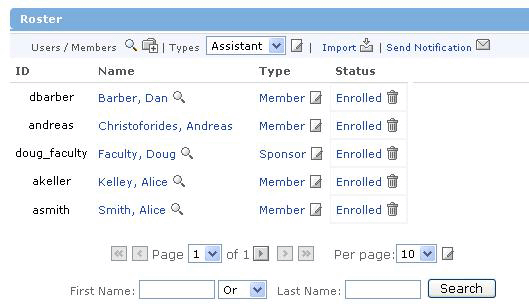 Roster
Users / Members | Types Assistant | Import | Send Notification
ID Name Type Status
dbarber Barber, Dan Member Enrolled
andreas Christoforides, Andreas Member Enrolled
doug_faculty Faculty, Doug Sponsor Enrolled
akeller Kelley, Alice Member Enrolled
asmith Smith, Alice Member Enrolled
Page 1 of 1 Per page: 10
First Name: Or Last Name: Search